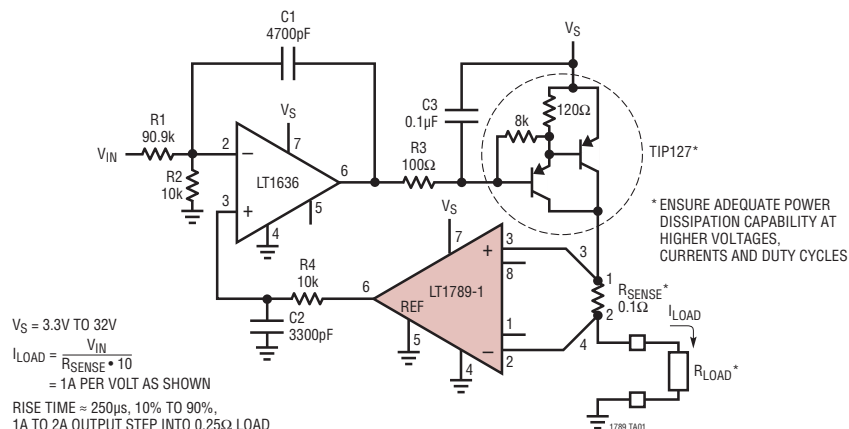 C1
4700pF
VS
R1
90.9k
VIN
R2
10k
2
3
–
+
VS
7
LT1636
6
5
4
C3
0.1µF
R3
100Ω
8k
120Ω
TIP127*
* ENSURE ADEQUATE POWER
DISSIPATION CAPABILITY AT
HIGHER VOLTAGES,
CURRENTS AND DUTY CYCLES
VS
7
+
3
8
LT1789-1
REF
6
5
4
1
–
2
R4
10k
C2
3300pF
3
1
RSENSE*
0.1Ω
2
4
ILOAD
RLOAD*
VS = 3.3V TO 32V
ILOAD = VIN
RSENSE • 10
= 1A PER VOLT AS SHOWN
RISE TIME ≈ 250µs, 10% TO 90%,
1A TO 2A OUTPUT STEP INTO 0.25Ω LOAD
1789 TA01